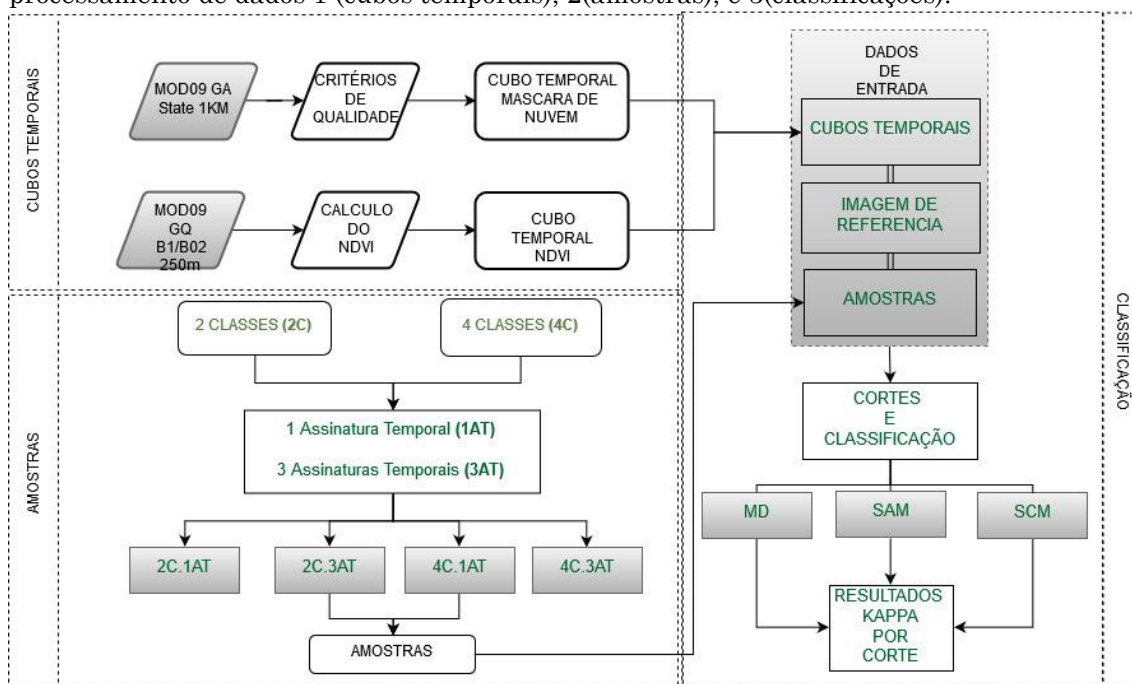 processamento de dados 1 (cubos temporais), 2(amostras), e 3(classificações).
CUBOS TEMPORAIS
MOD09 GA
State 1KM
CRITÉRIOS
DE
QUALIDADE
CUBO TEMPORAL
MASCARA DE
NUVEM
MOD09
GQ
B1/B02
250m
CALCULO
DO
NDVI
CUBO
TEMPORAL
NDVI
AMOSTRAS
2 CLASSES (2C)
4 CLASSES (4C)
1 Assinatura Temporal (1AT)
3 Assinaturas Temporais (3AT)
2C.1AT
2C.3AT
4C.1AT
4C.3AT
AMOSTRAS
CLASSIFICAÇÃO
DADOS
DE
ENTRADA
CUBOS TEMPORAIS
IMAGEM DE
REFERENCIA
AMOSTRAS
CORTES
E
CLASSIFICAÇÃO
MD
SAM
SCM
RESULTADOS
KAPPA
POR
CORTE